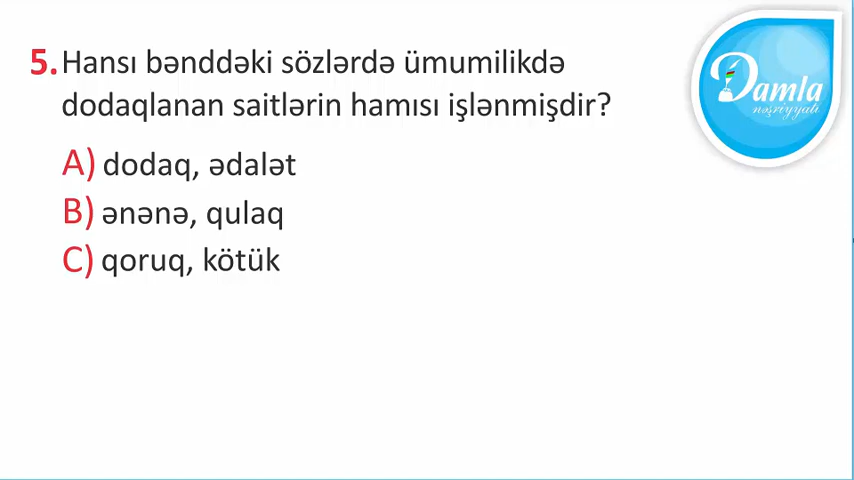 5. Hansı bənddəki sözlərdə ümumilikdə
dodaqlanan saitlərin hamısı işlənmişdir?
A) dodaq, ədalət
B) ənənə, qulaq
C) qoruq, kötük
Damla
nəşriyyatı